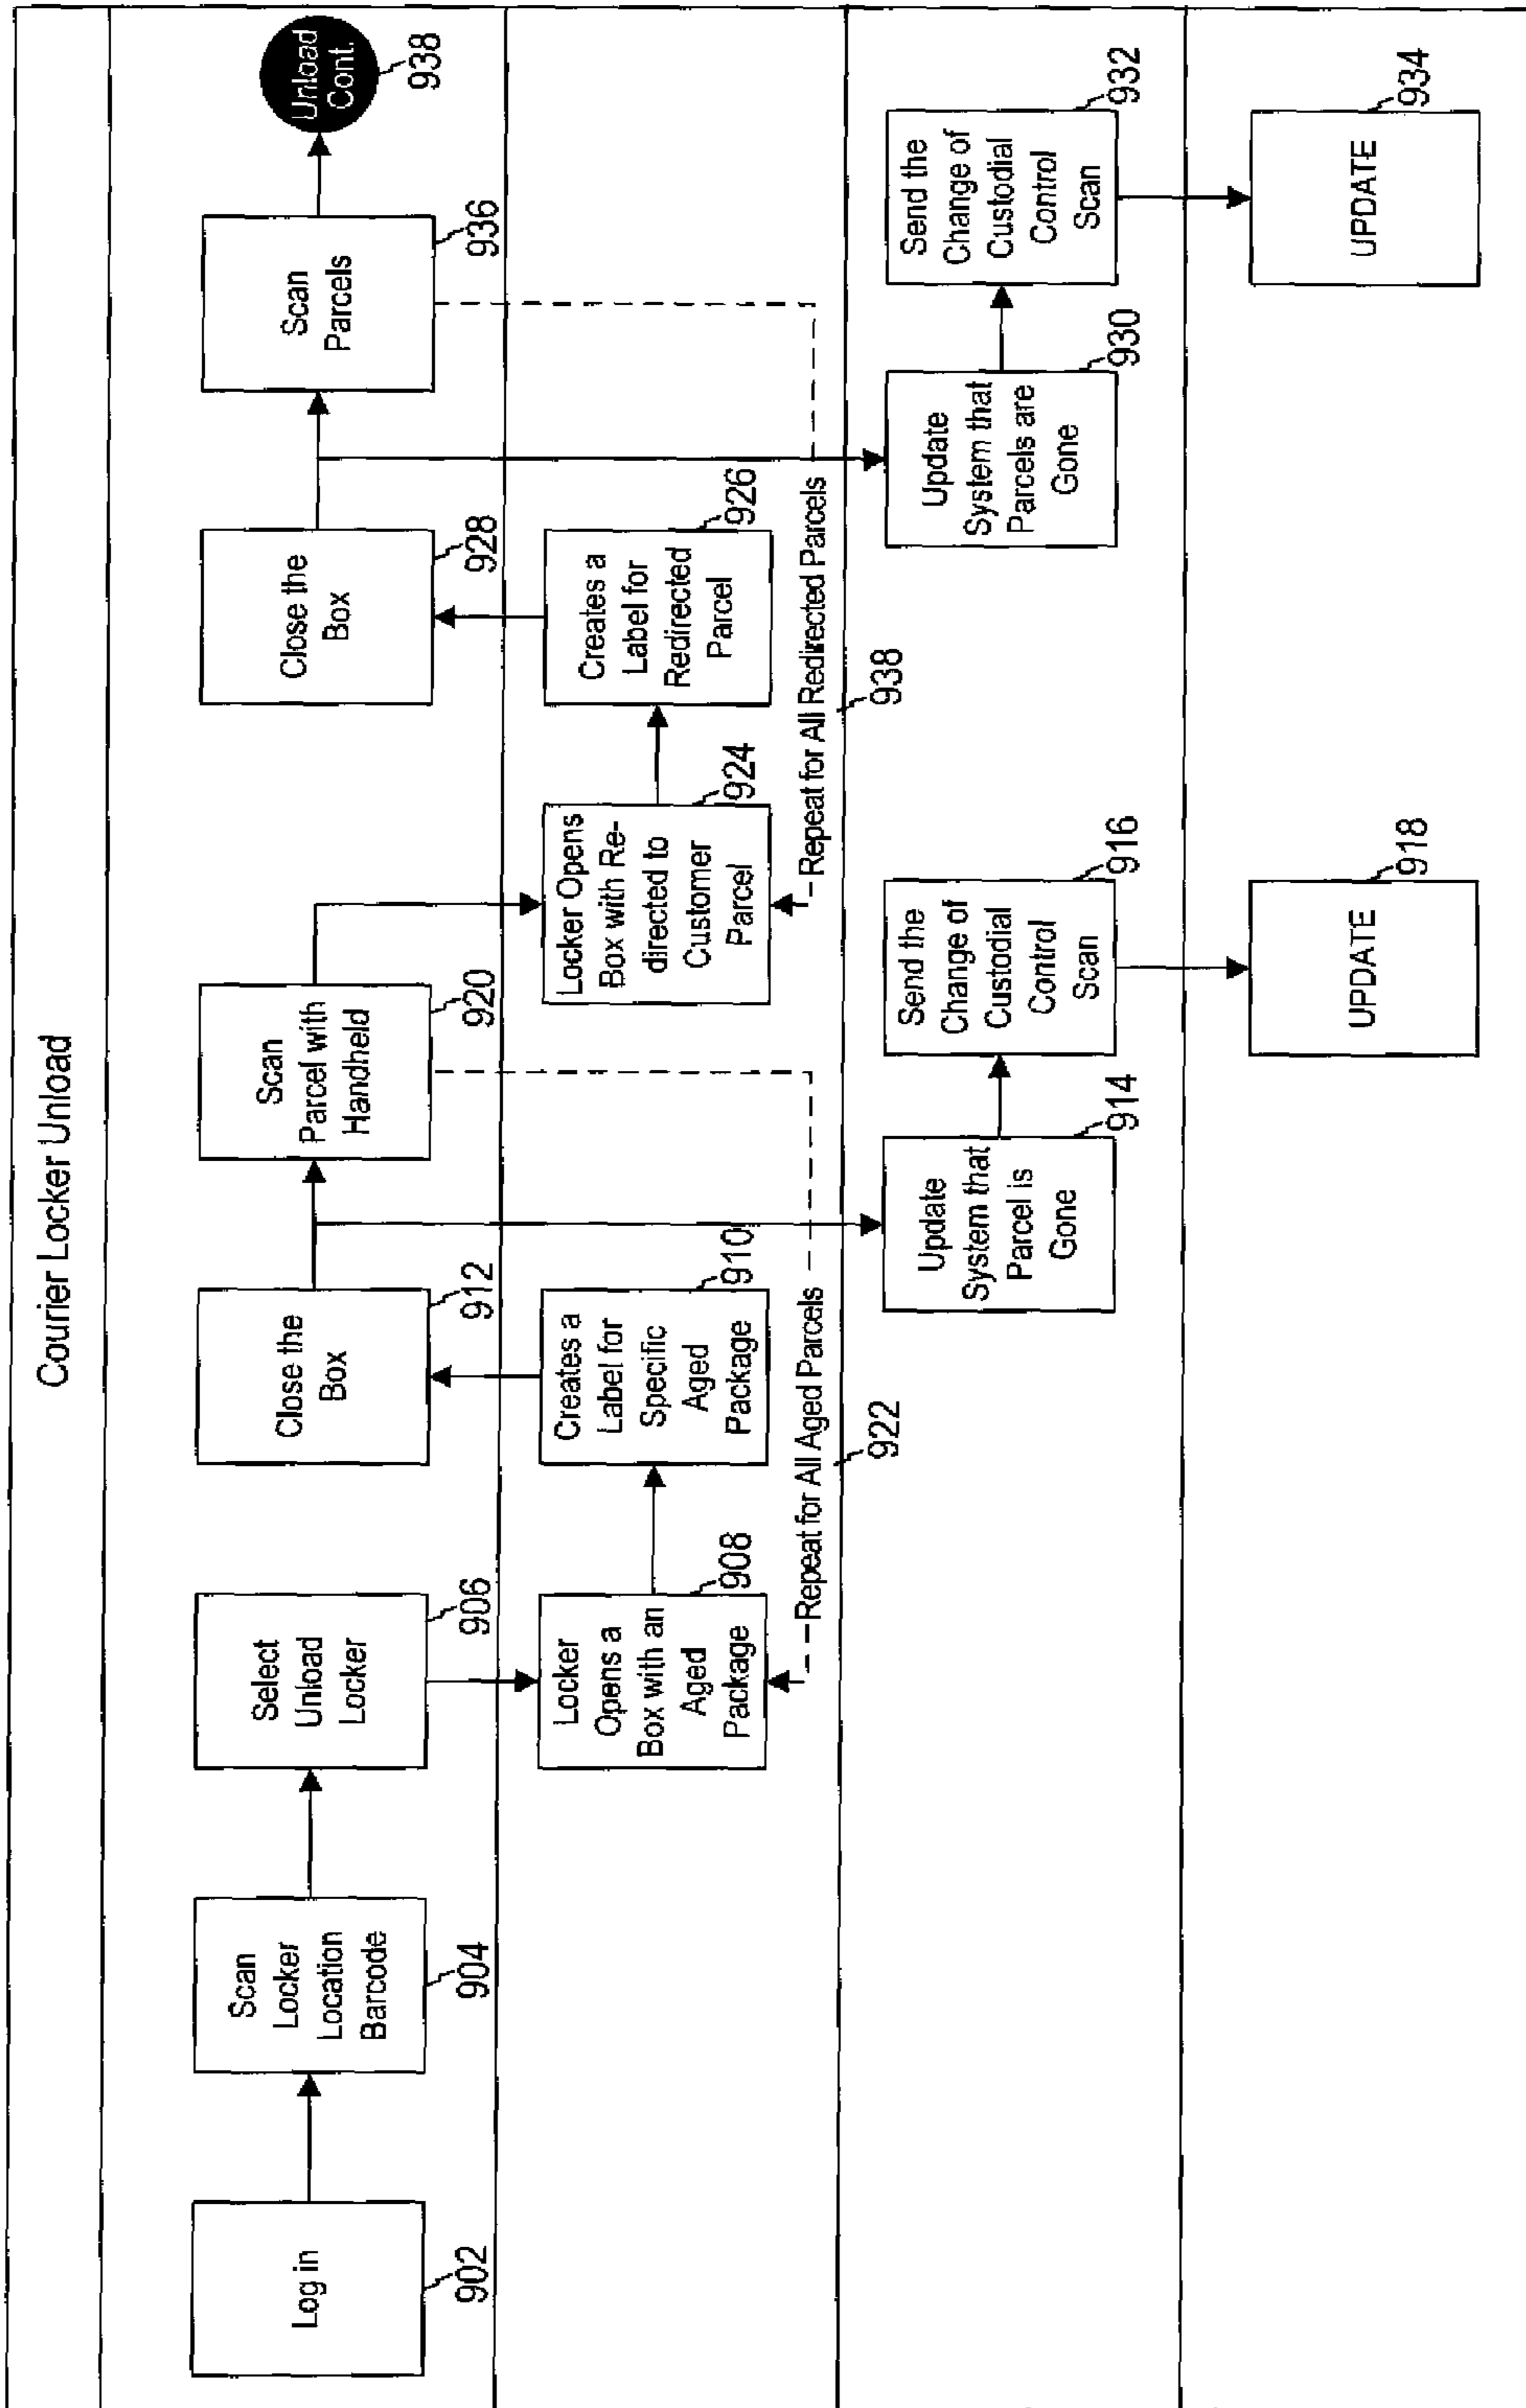 Courier Locker Unload
Log in
902
Scan
Locker
Location
Barcode
904
Select
Unload
Locker
906
Locker
Opens a
Box with an
Aged
Package
908
Creates a
Label for
Specific
Aged
Package
910
Close the
Box
912
Update
System that
Parcel is
Gone
914
Send the
Change of
Custodial
Control
Scan
916
UPDATE
918
Scan
Parcel with
Handheld
920
Repeat for All Aged Parcels
922
Locker Opens
Box with Re-
directed to
Customer
Parcel
924
Creates a
Label for
Redirected
Parcel
926
Close the
Box
928
Update
System that
Parcels are
Gone
930
Send the
Change of
Custodial
Control
Scan
932
UPDATE
934
Scan
Parcels
936
Repeat for All Redirected Parcels
938
Unload
Cont.
938